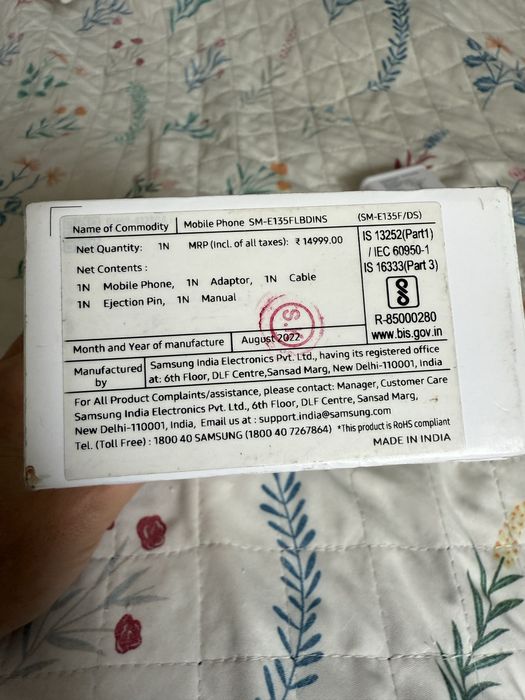 Name of Commodity Mobile Phone SM-E135FLBDINS (SM-E135F/DS)
Net Quantity: 1N MRP (Incl. of all taxes): ₹ 14999.00
Net Contents :
1N Mobile Phone, 1N Adaptor, 1N Cable
1N Ejection Pin, 1N Manual
IS 13252(Part1)
/ IEC 60950-1
IS 16333(Part 3)
R-85000280
www.bis.gov.in
Month and Year of manufacture August 2022
Manufactured by Samsung India Electronics Pvt. Ltd., having its registered office
at: 6th Floor, DLF Centre,Sansad Marg, New Delhi-110001, India
For All Product Complaints/assistance, please contact: Manager, Customer Care
Samsung India Electronics Pvt. Ltd., 6th Floor, DLF Centre, Sansad Marg,
New Delhi-110001, India, Email us at : support.india@samsung.com
Tel. (Toll Free) : 1800 40 SAMSUNG (1800 40 7267864) *This product is RoHS compliant
MADE IN INDIA